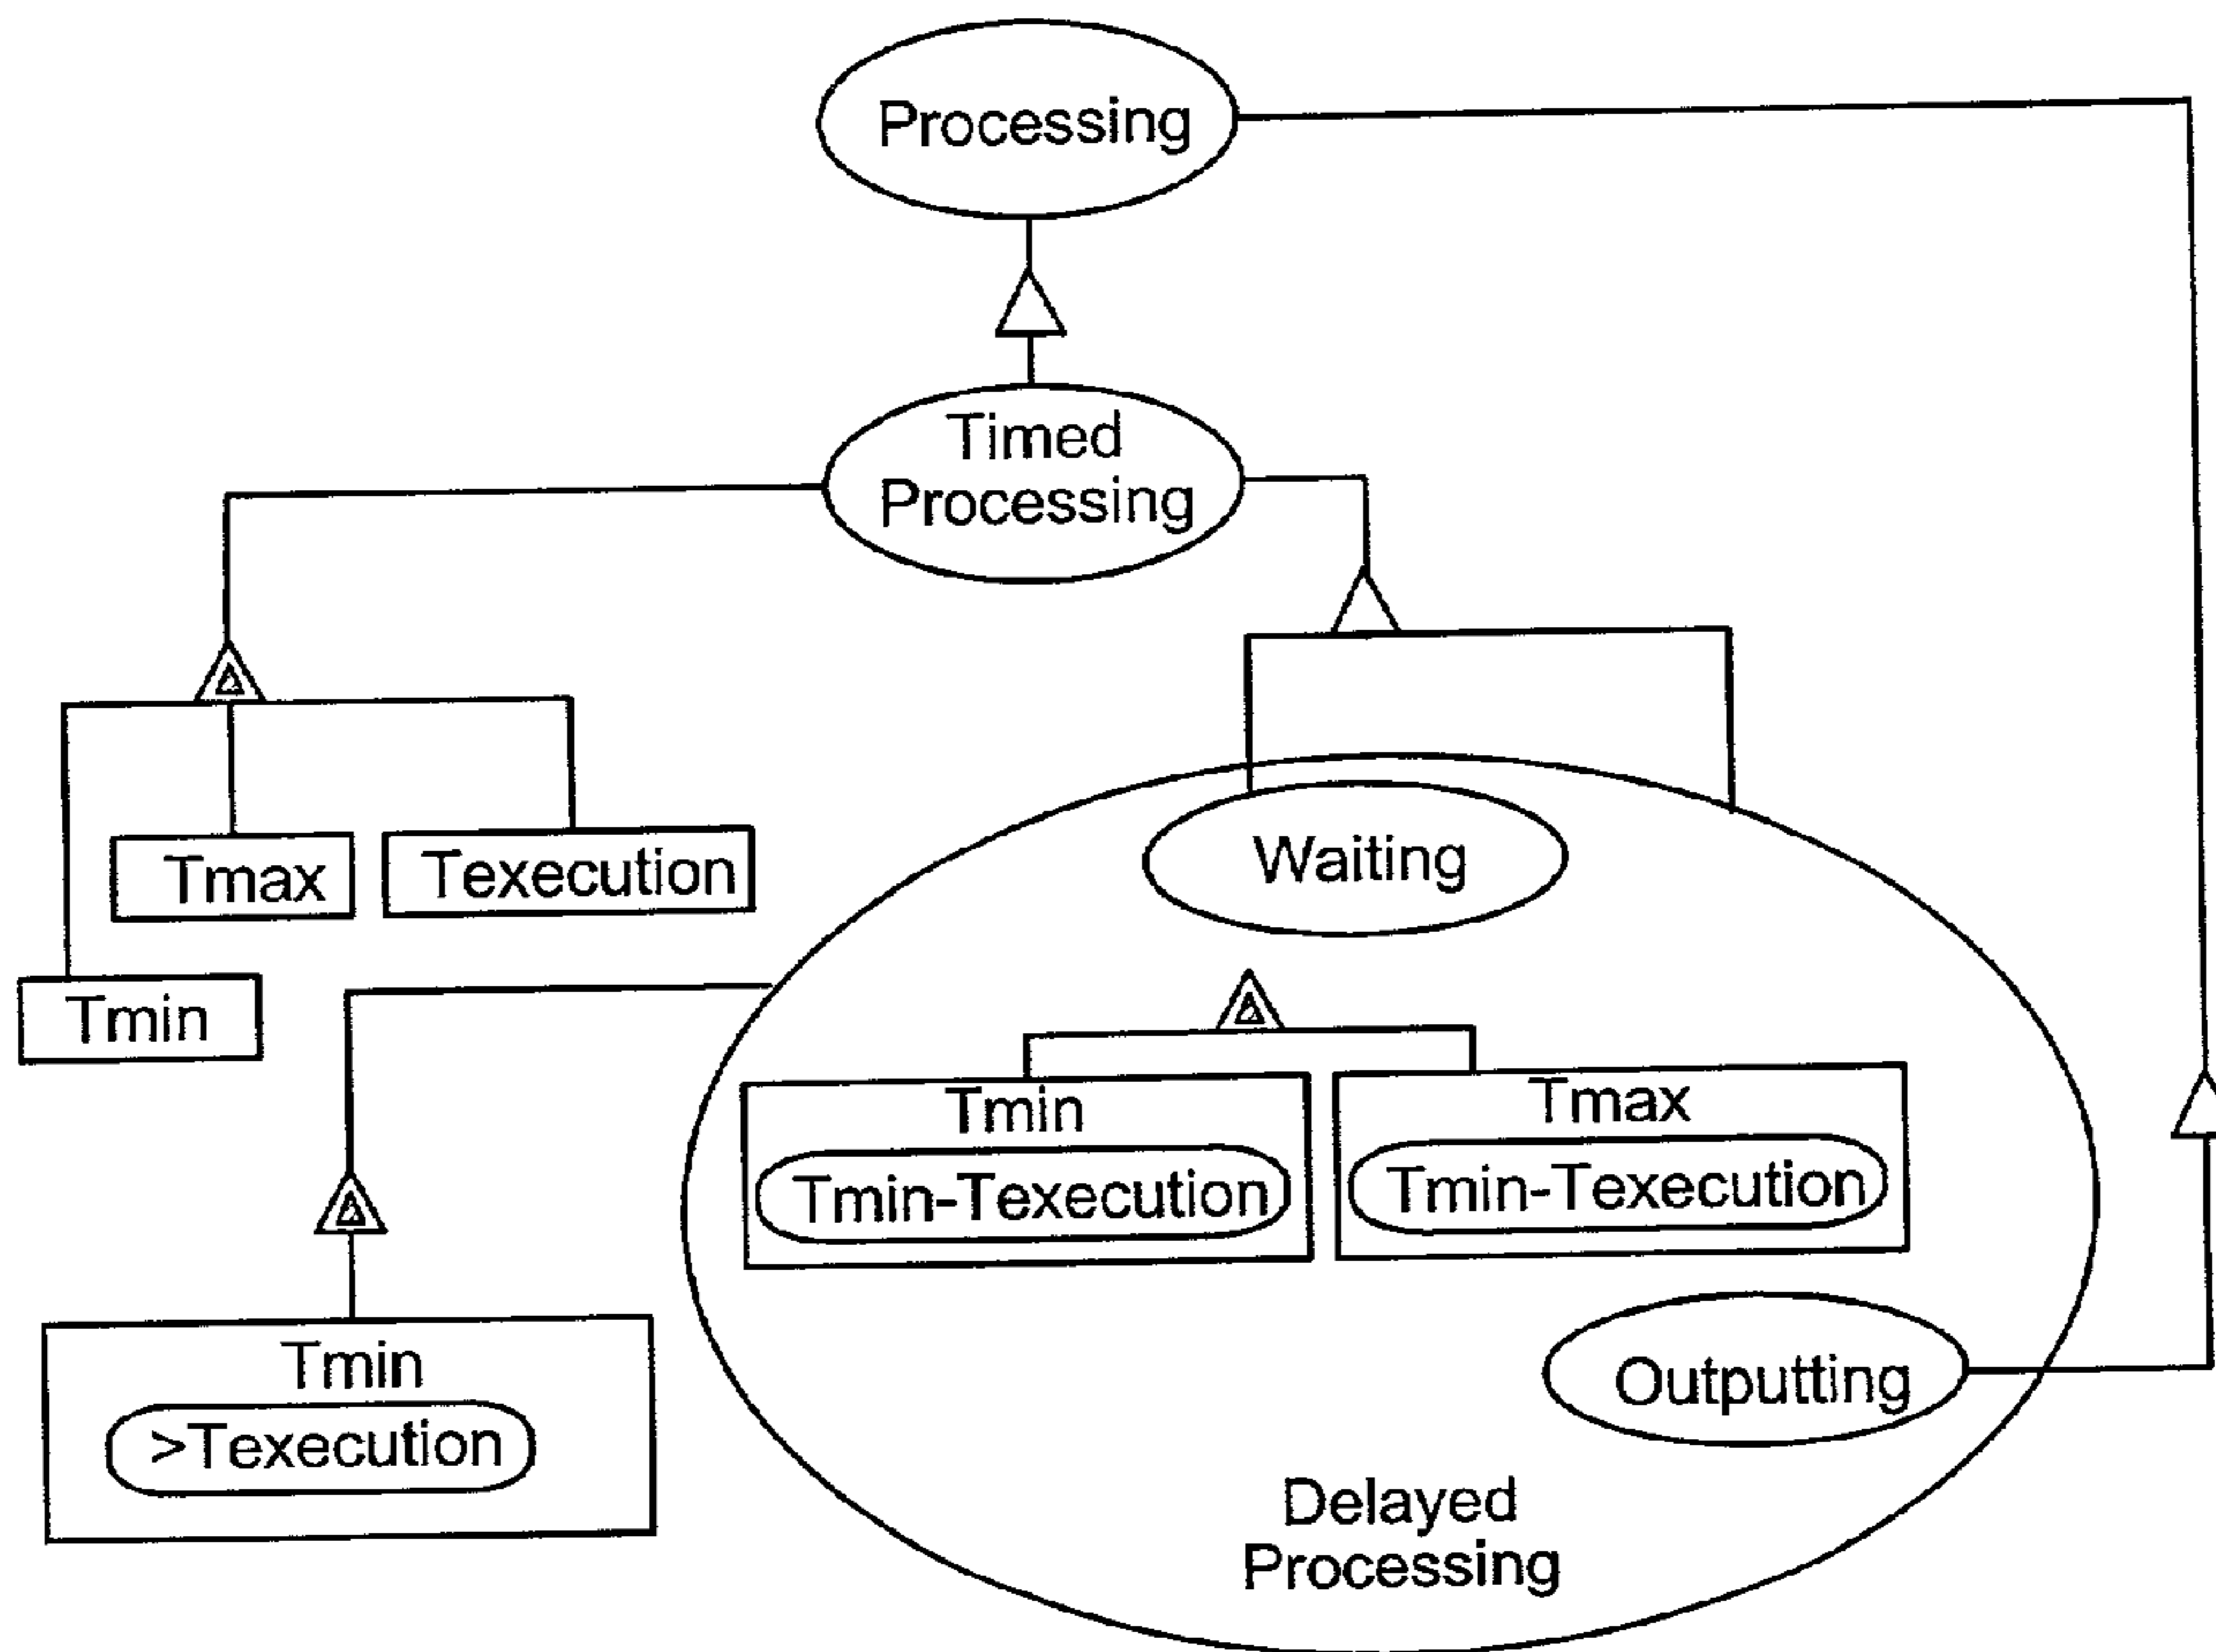 Processing
Timed
Processing
Tmax
Texecution
Waiting
Tmin
Tmin
Tmin-Texecution
Tmax
Tmin-Texecution
Tmin
>Texecution
Outputting
Delayed
Processing